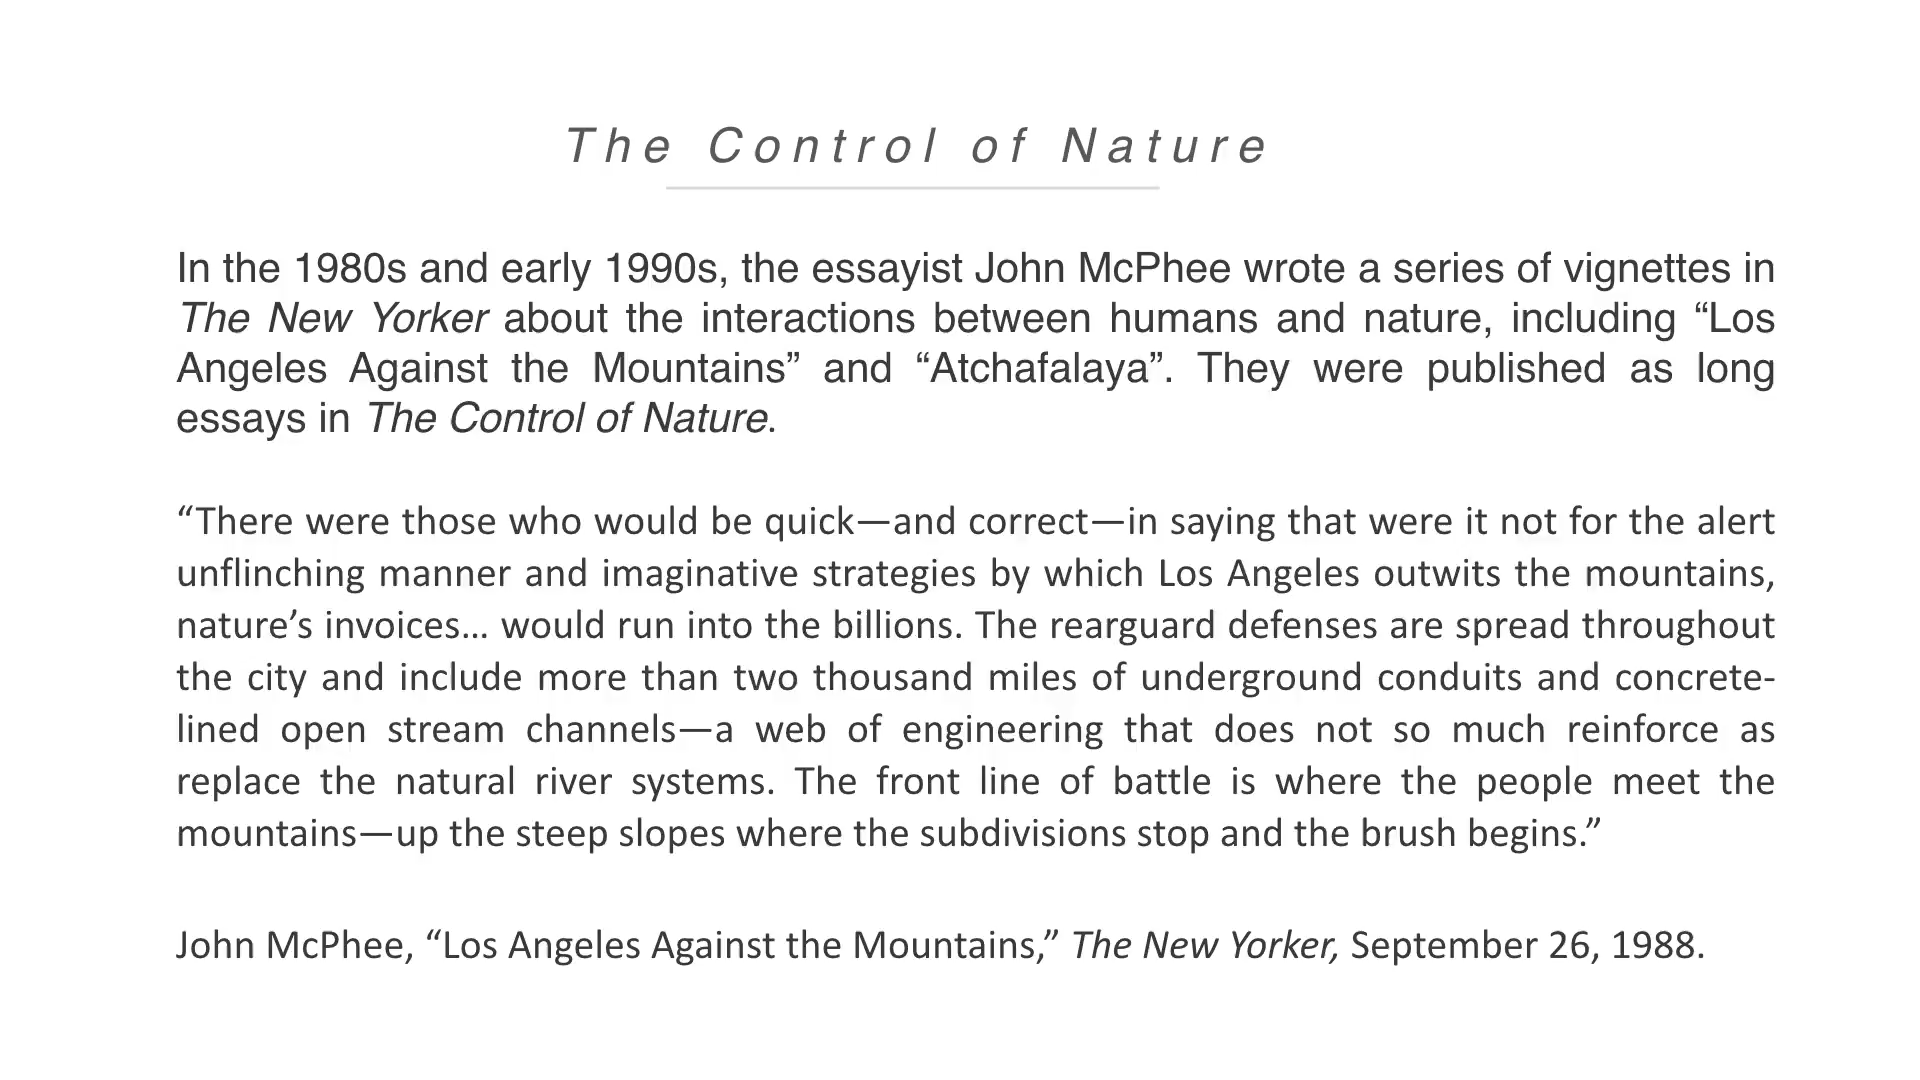 The Control of Nature
In the 1980s and early 1990s, the essayist John McPhee wrote a series of vignettes in
The New Yorker about the interactions between humans and nature, including “Los
Angeles Against the Mountains” and “Atchafalaya”. They were published as long
essays in The Control of Nature.
“There were those who would be quick—and correct—in saying that were it not for the alert
unflinching manner and imaginative strategies by which Los Angeles outwits the mountains,
nature’s invoices… would run into the billions. The rearguard defenses are spread throughout
the city and include more than two thousand miles of underground conduits and concrete-
lined open stream channels—a web of engineering that does not so much reinforce as
replace the natural river systems. The front line of battle is where the people meet the
mountains—up the steep slopes where the subdivisions stop and the brush begins.”
John McPhee, “Los Angeles Against the Mountains,” The New Yorker, September 26, 1988.